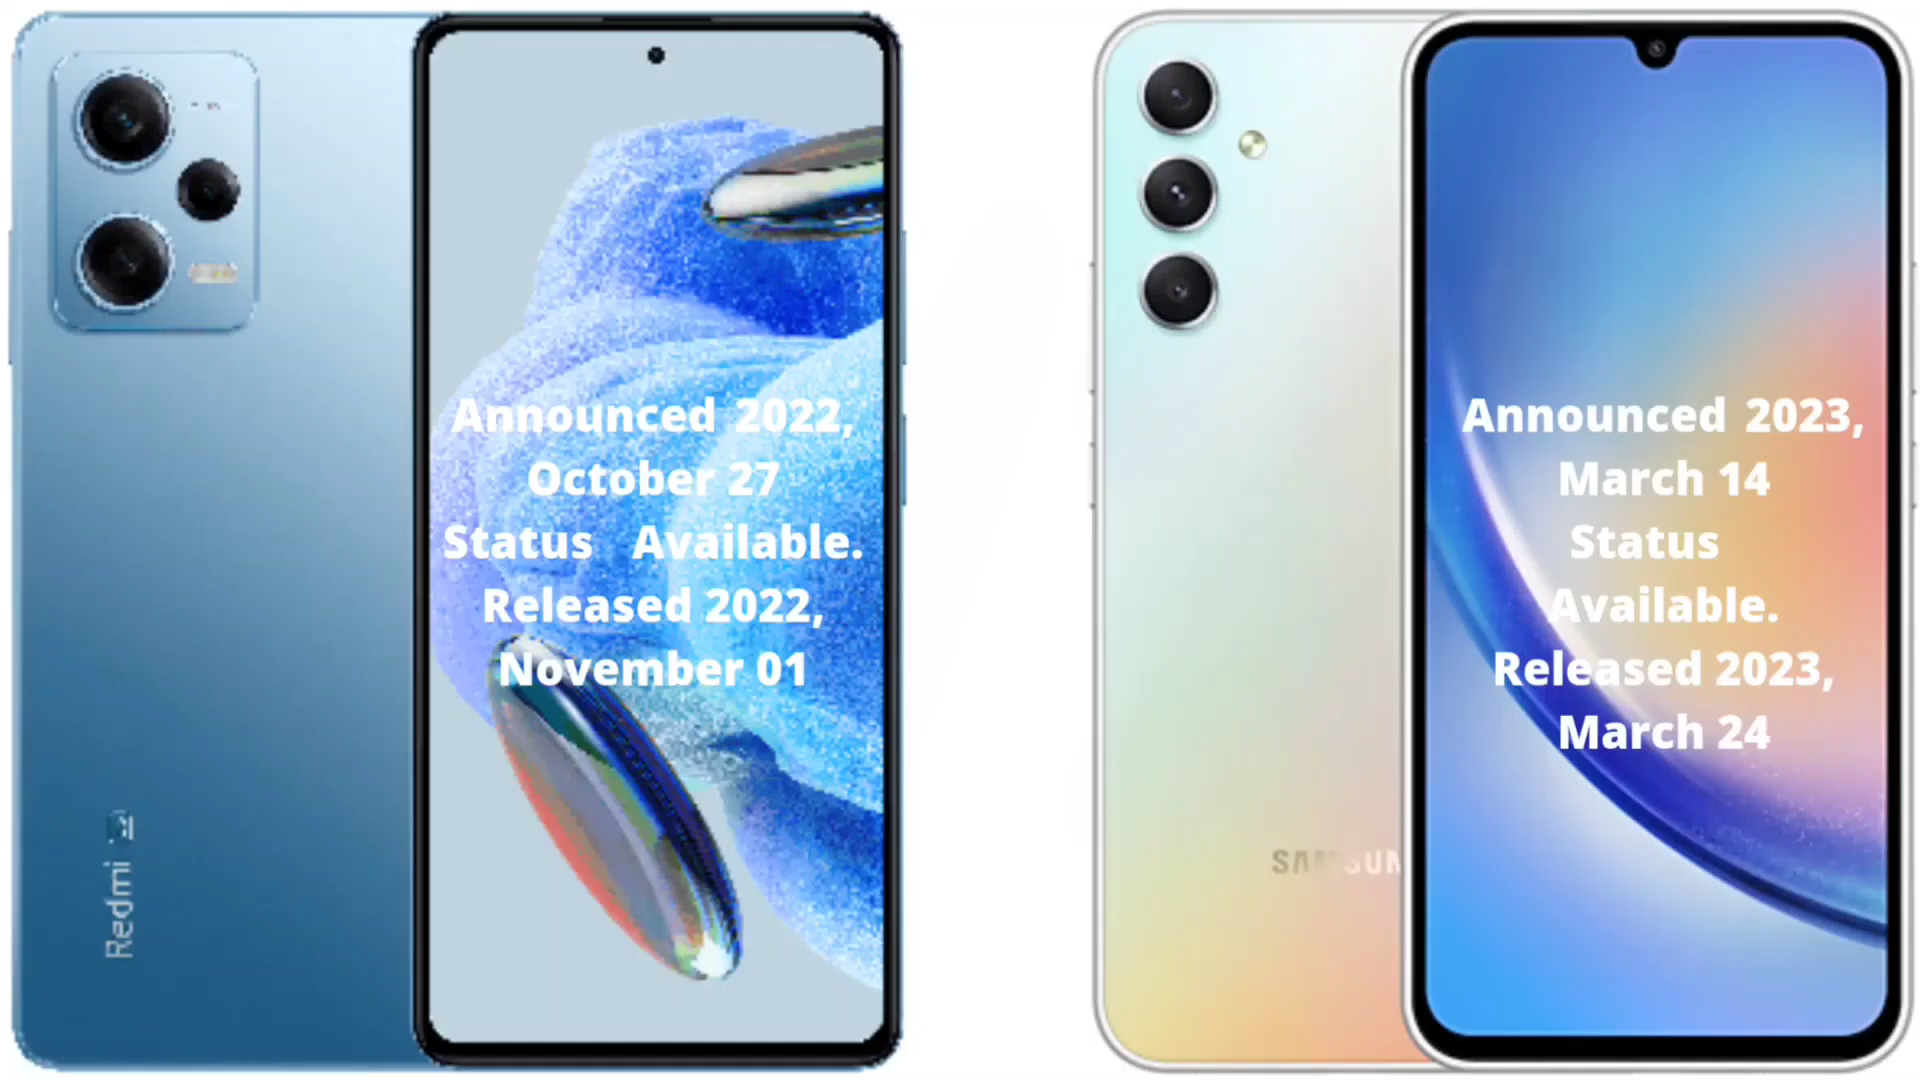 Announced 2022,
October 27
Status Available.
Released 2022,
November 01
Redmi
Announced 2023,
March 14
Status
Available.
Released 2023,
March 24
SAMSUN